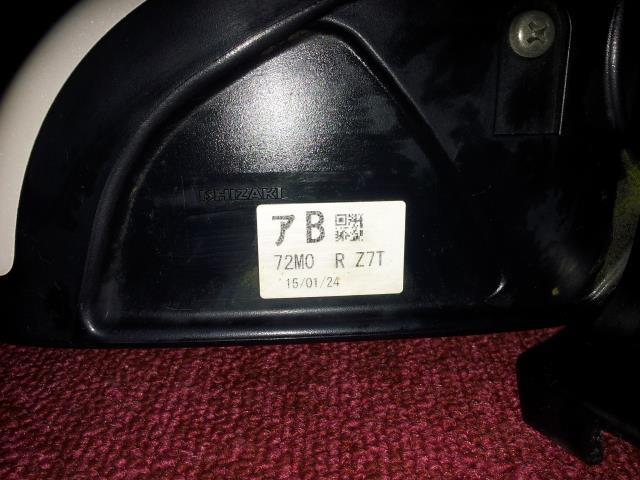 ISHIZAKI
アB
72M0 R Z7T
'15/01/24